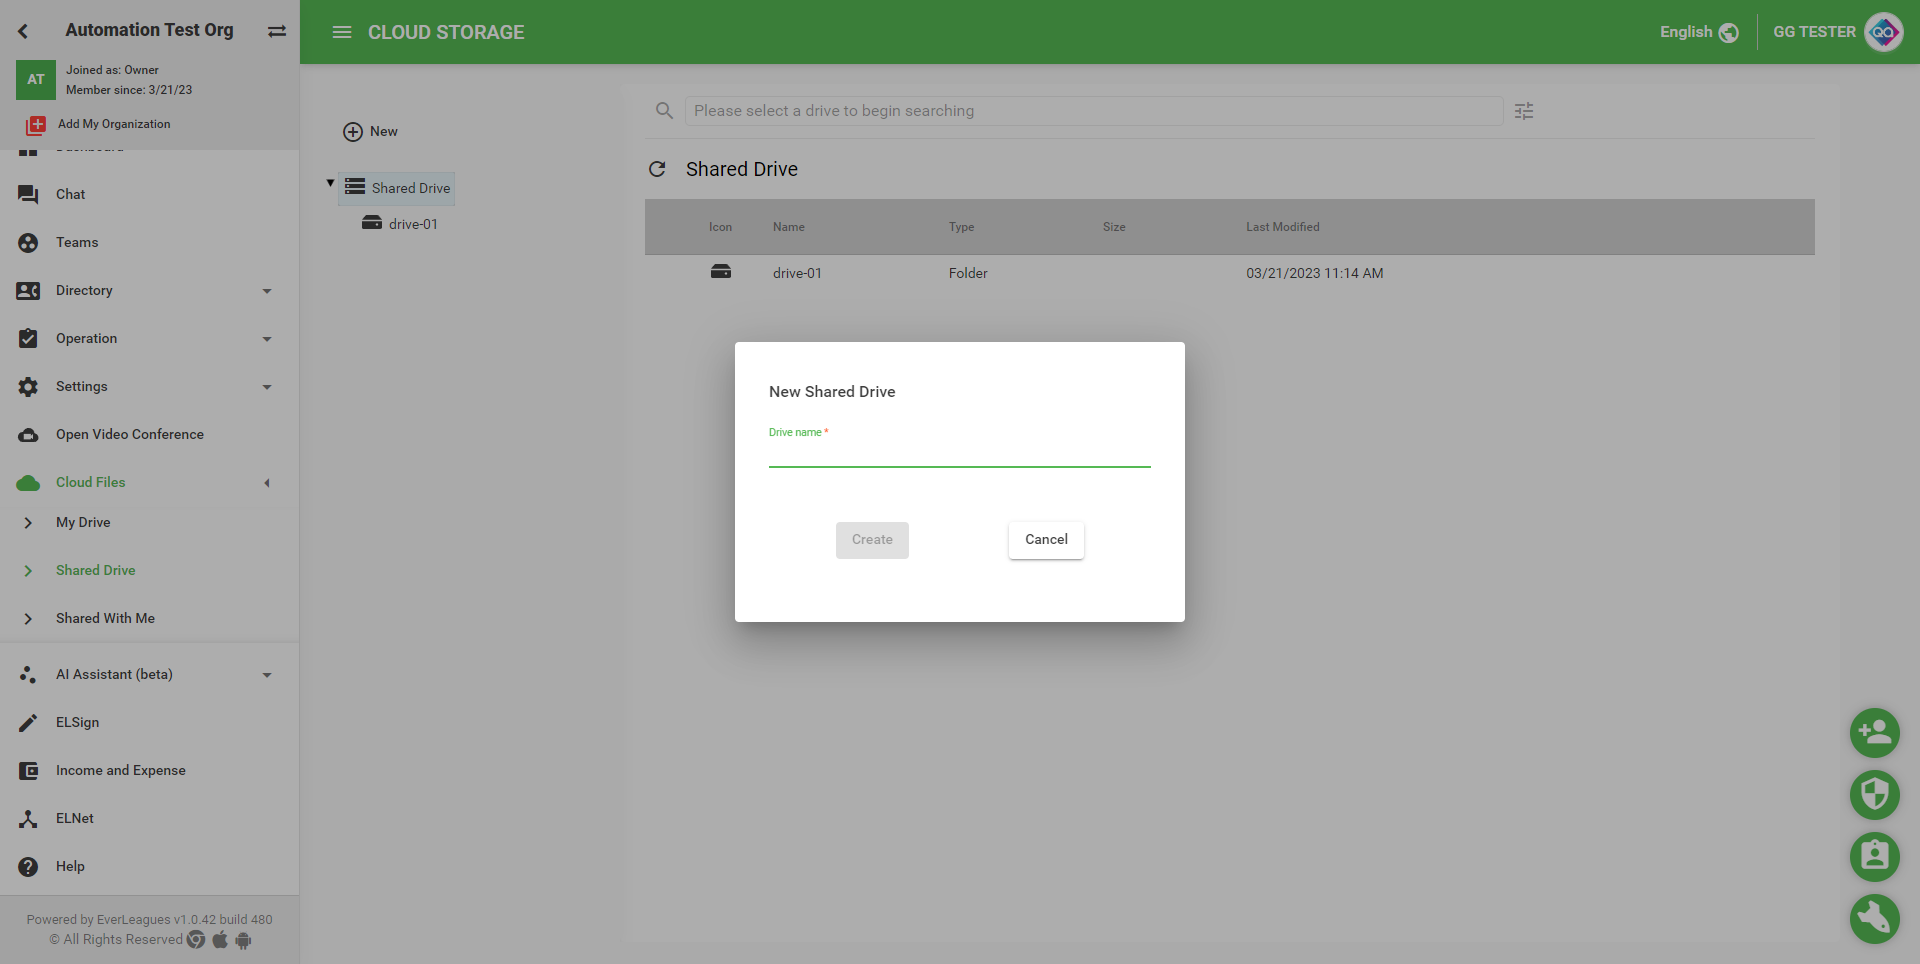 Automation Test Org
AT
Joined as: Owner
Member since: 3/21/23
Add My Organization
Dashboard
Chat
Teams
Directory
Operation
Settings
Open Video Conference
Cloud Files
My Drive
Shared Drive
Shared With Me
AI Assistant (beta)
ELSign
Income and Expense
ELNet
Help
Powered by EverLeagues v1.0.42 build 480
© All Rights Reserved
CLOUD STORAGE
English
GG TESTER
QA
New
Shared Drive
drive-01
Please select a drive to begin searching
Shared Drive
Icon Name Type Size Last Modified
drive-01 Folder 03/21/2023 11:14 AM
New Shared Drive
Drive name *
Create Cancel